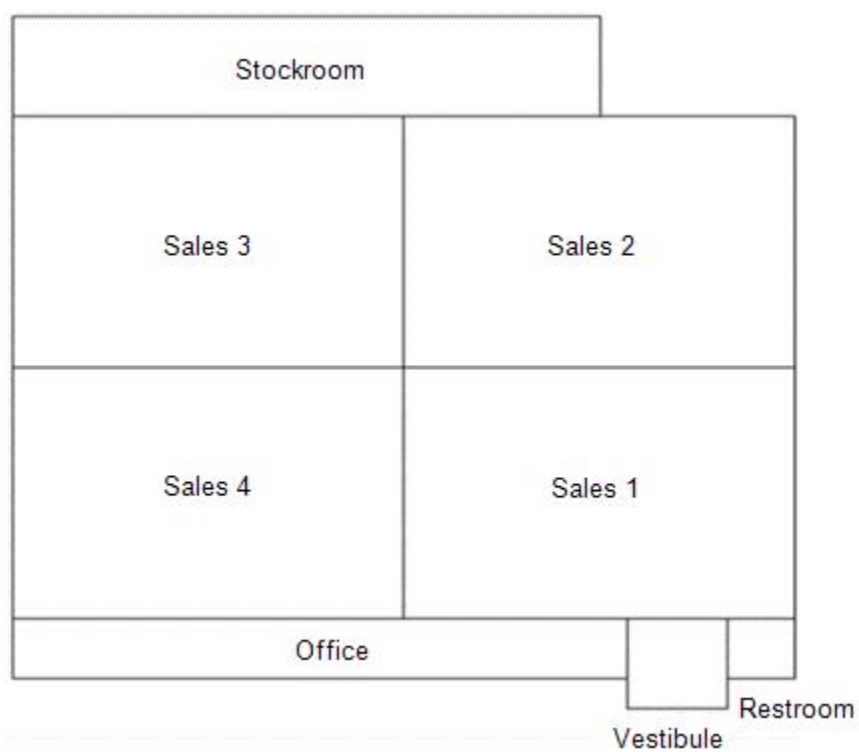 Stockroom
Sales 3
Sales 2
Sales 4
Sales 1
Office
Restroom
Vestibule